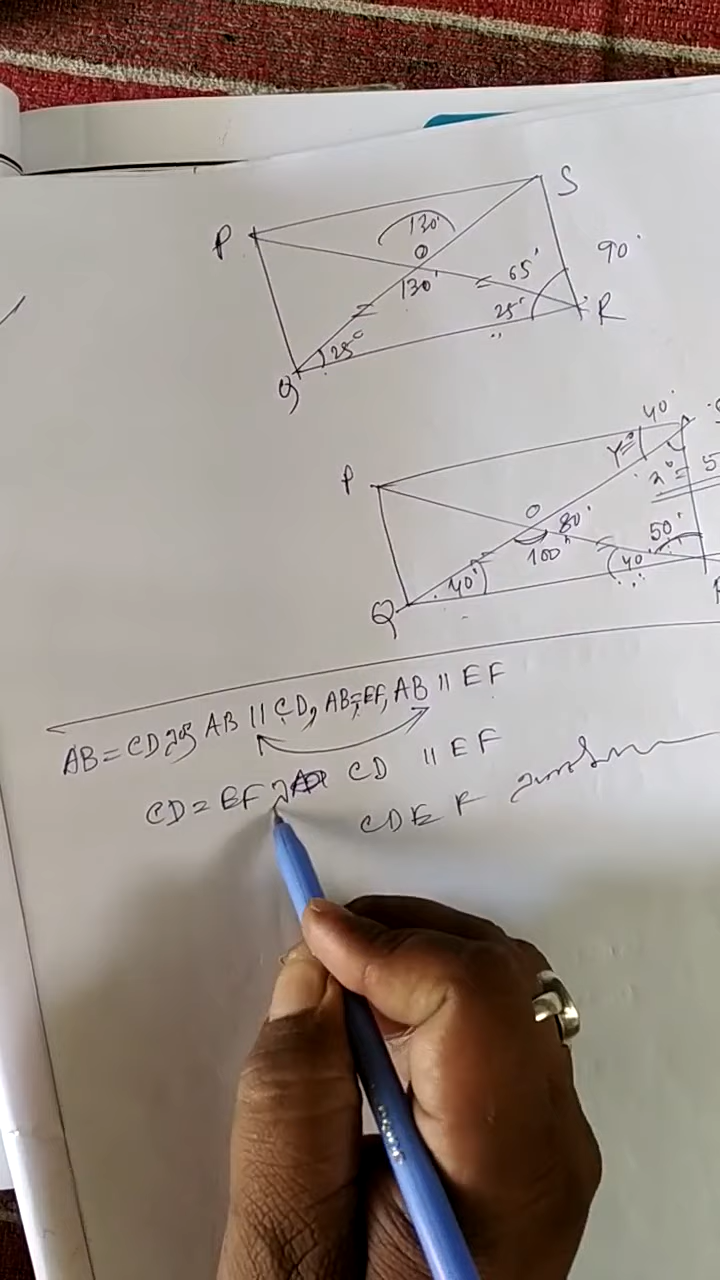 P
S
130°
O
130°
65°
90°
25°
R
25°
Q
40°
P
Y=°
O
80°
50°
100°
40°
40°
Q
AB = CD এবং AB || CD, AB = EF, AB || EF
CD = EF CD || EF
CDEF